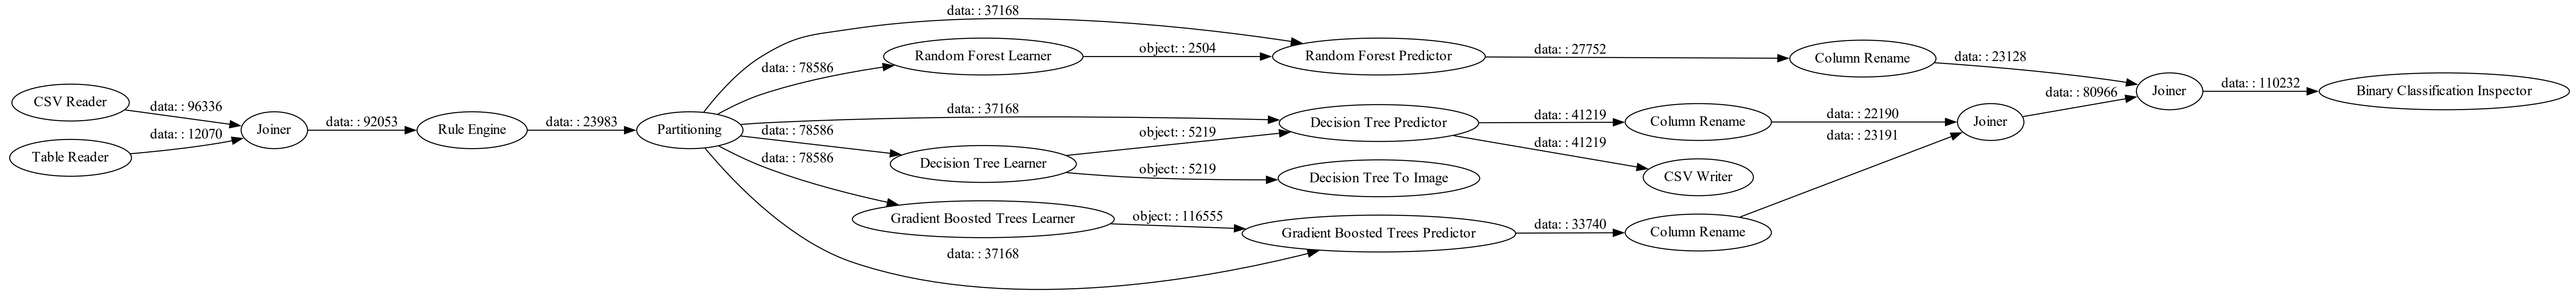 CSV Reader
data: : 96336
Table Reader
data: : 12070
Joiner
data: : 92053
Rule Engine
data: : 23983
Partitioning
data: : 37168
data: : 78586
Random Forest Learner
object: : 2504
Random Forest Predictor
data: : 27752
Column Rename
data: : 23128
data: : 37168
data: : 78586
Decision Tree Learner
object: : 5219
Decision Tree Predictor
object: : 5219
Decision Tree To Image
data: : 41219
Column Rename
data: : 22190
data: : 41219
CSV Writer
data: : 78586
Gradient Boosted Trees Learner
object: : 116555
data: : 37168
Gradient Boosted Trees Predictor
data: : 33740
Column Rename
data: : 23191
Joiner
data: : 80966
Joiner
data: : 110232
Binary Classification Inspector